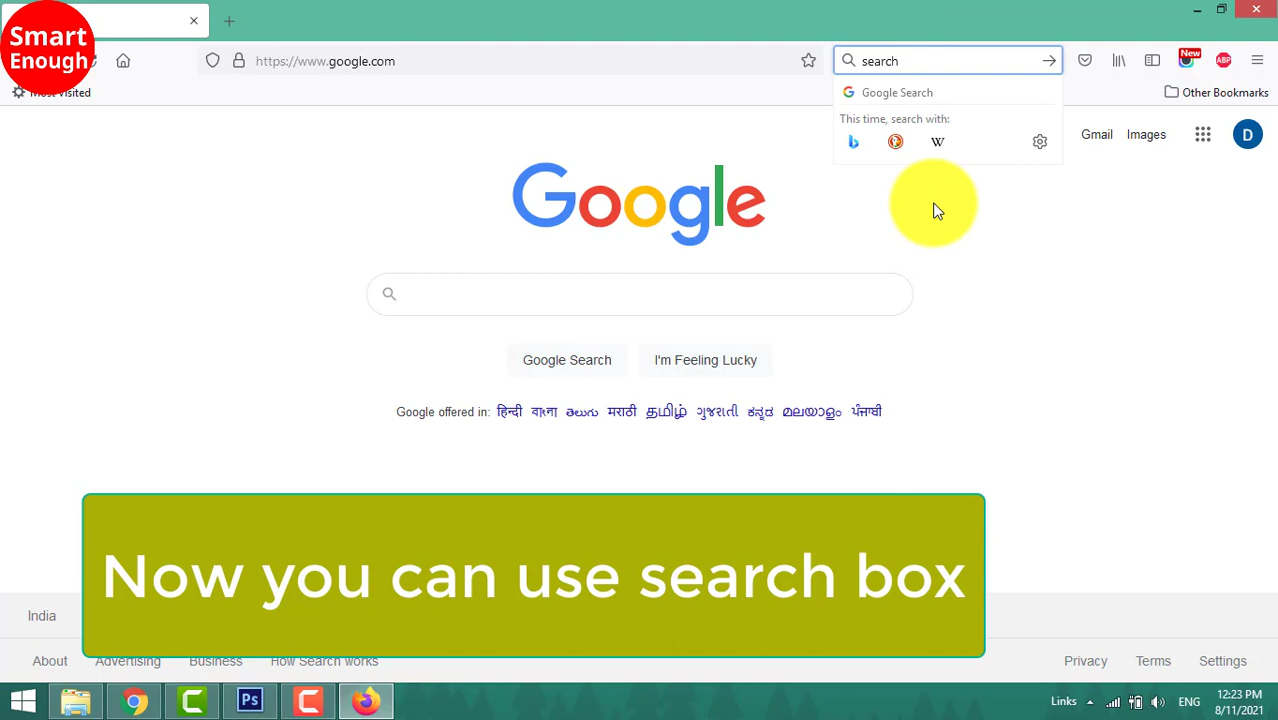 Smart
Enough
https://www.google.com
search
New
ABP
Most Visited
Other Bookmarks
Google Search
This time, search with:
W
Gmail
Images
D
Google
Google Search
I'm Feeling Lucky
Google offered in: हिन्दी বাংলা తెలుగు मराठी தமிழ் ગુજરાતી ಕನ್ನಡ മലയാളം ਪੰਜਾਬੀ
Now you can use search box
India
About
Advertising
Business
How Search works
Privacy
Terms
Settings
Ps
Links
ENG
12:23 PM
8/11/2021